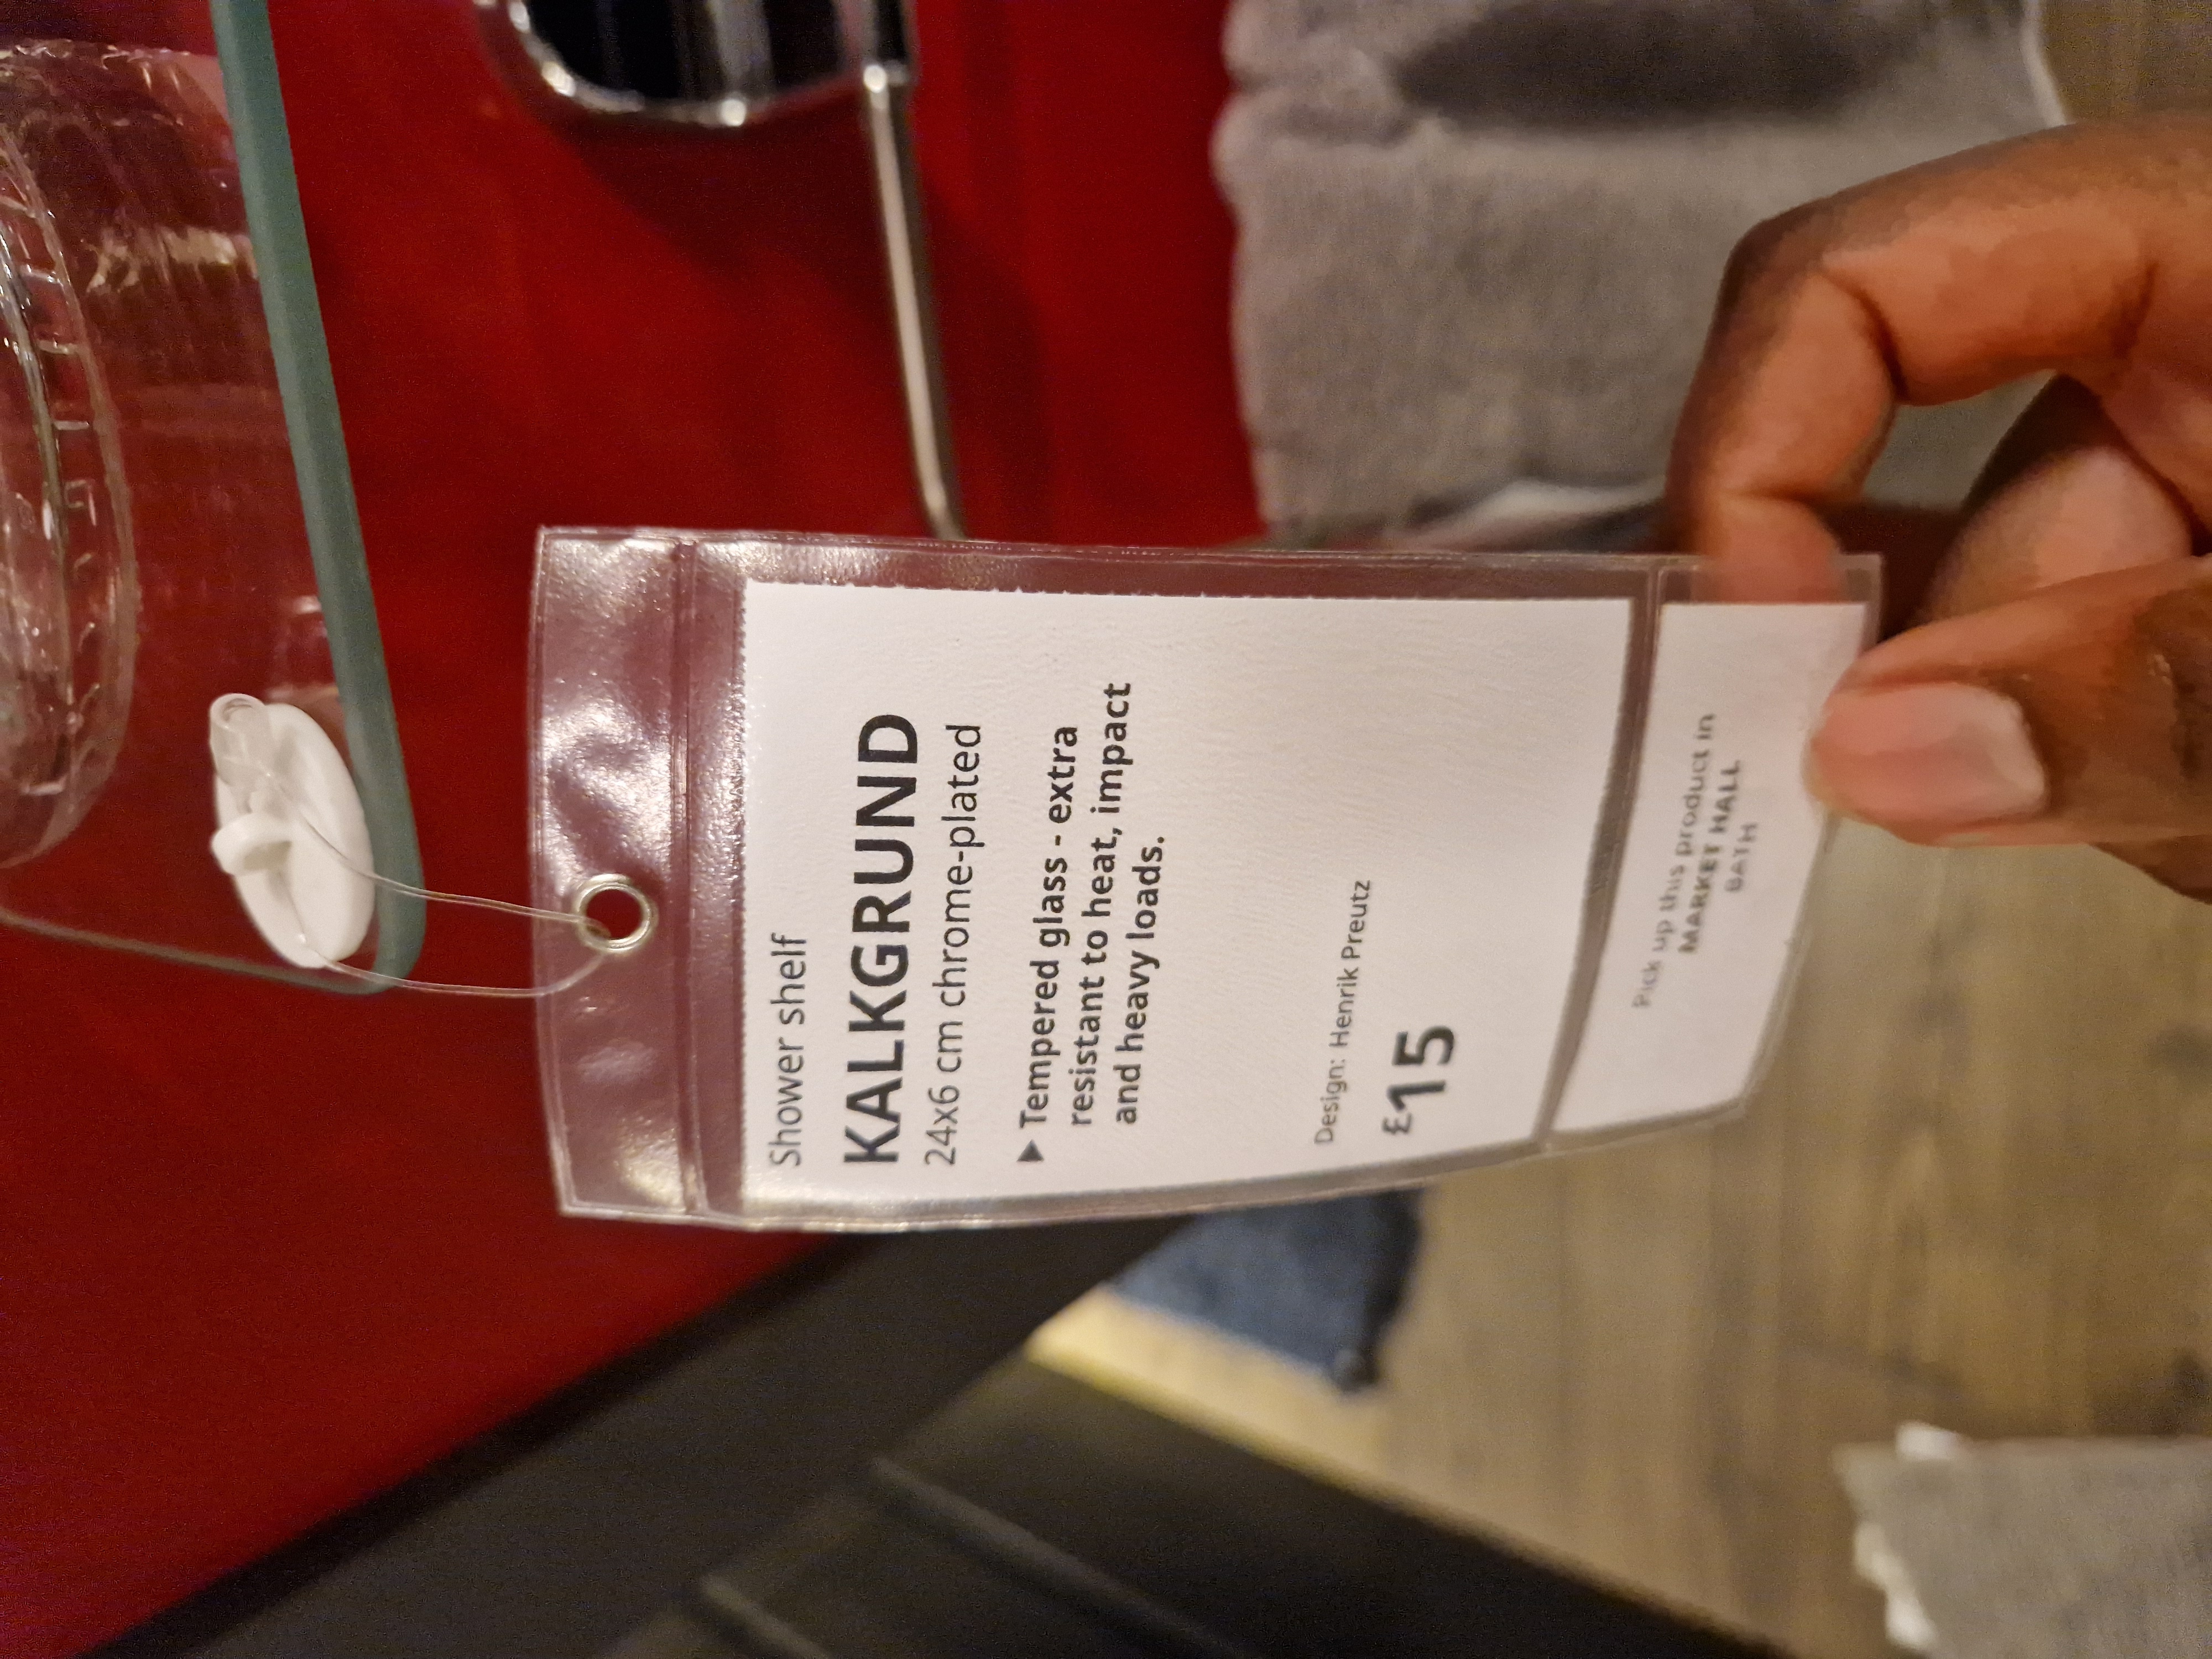 Shower shelf
KALKGRUND
24x6 cm chrome-plated
▶ Tempered glass - extra
resistant to heat, impact
and heavy loads.
Design: Henrik Preutz
£15
Pick up this product in
MARKET HALL
BATH